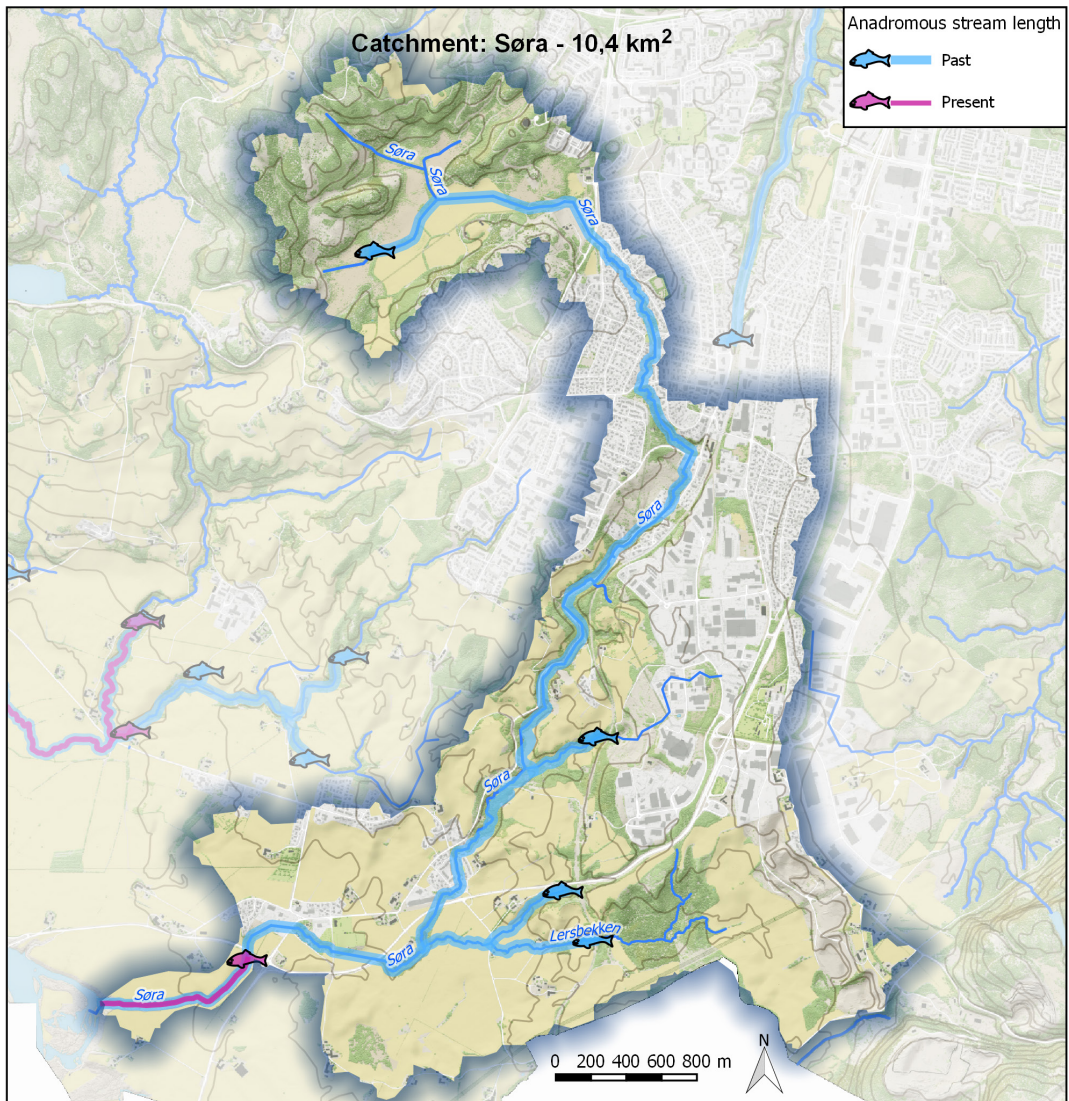 Catchment: Søra - 10,4 km²
Anadromous stream length
Past
Present
Søra
Søra
Søra
Søra
Søra
Lersbekken
Søra
Søra
0 200 400 600 800 m
N